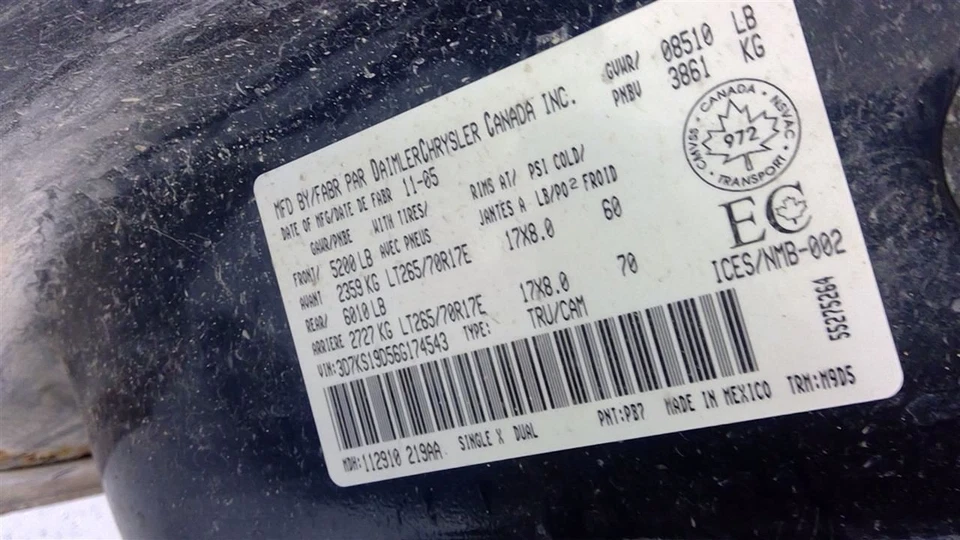 MFD BY/FABR PAR DAIMLERCHRYSLER CANADA INC.
DATE OF MFG/DATE DE FABR 11-05
GVWR/ 08510 LB
PNBV 3861 KG
GAWR/PNBE WITH TIRES/ RIMS AT/ PSI COLD/
AVEC PNEUS JANTES A LB/PO² FROID
FRONT/ 5200 LB
AVANT 2359 KG LT265/70R17E 17X8.0 60
REAR/ 6010 LB
ARRIERE 2727 KG LT265/70R17E 17X8.0 70
VIN:3D7KS19D56G174543 TYPE: TRU/CAM
CANADA
CMVSS NSVAC
972
TRANSPORT
EC
ICES/NMB-002
SS272326A
MDH:112910 219AA SINGLE X DUAL PNT:PB7 MADE IN MEXICO TRM:M9D5